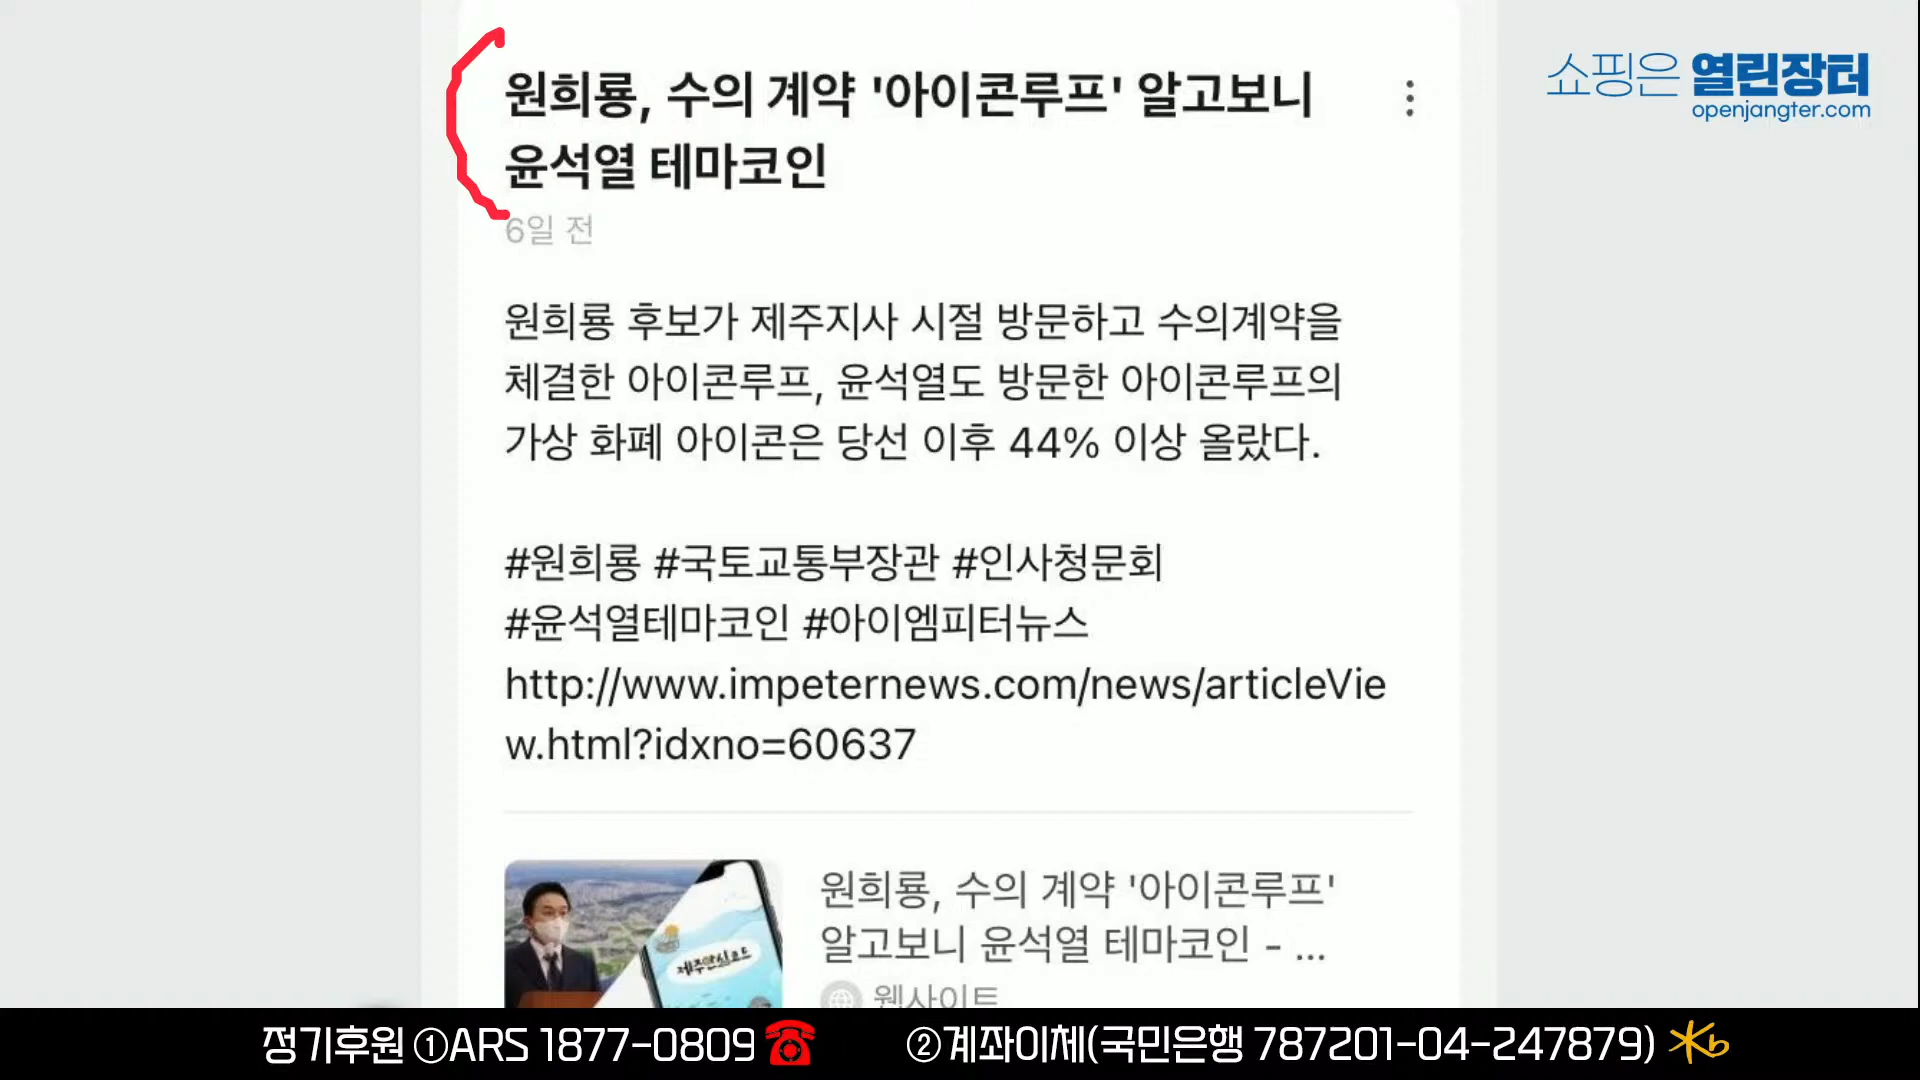 원희룡, 수의 계약 '아이콘루프' 알고보니
윤석열 테마코인
6일 전
쇼핑은 열린장터
openjangter.com
원희룡 후보가 제주지사 시절 방문하고 수의계약을
체결한 아이콘루프, 윤석열도 방문한 아이콘루프의
가상 화폐 아이콘은 당선 이후 44% 이상 올랐다.
#원희룡 #국토교통부장관 #인사청문회
#윤석열테마코인 #아이엠피터뉴스
http://www.impeternews.com/news/articleVie
w.html?idxno=60637
원희룡, 수의 계약 '아이콘루프'
알고보니 윤석열 테마코인 - ...
웹사이트
제주안심코드
정기후원 ①ARS 1877-0809 ②계좌이체(국민은행 787201-04-247879)